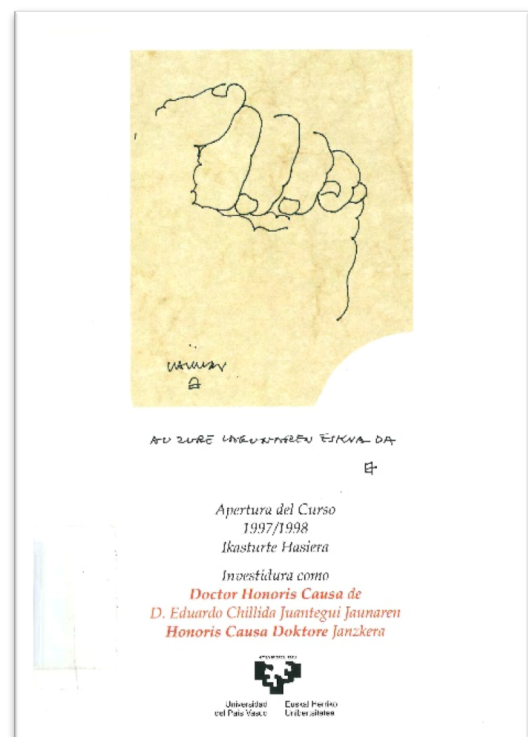 AU ZURE LAGUNAREN ESKUA DA
Apertura del Curso
1997/1998
Ikasturte Hasiera
Investidura como
Doctor Honoris Causa de
D. Eduardo Chillida Juantegui Jaunaren
Honoris Causa Doktore Janzkera
Universidad Euskal Herriko
del País Vasco Unibertsitatea